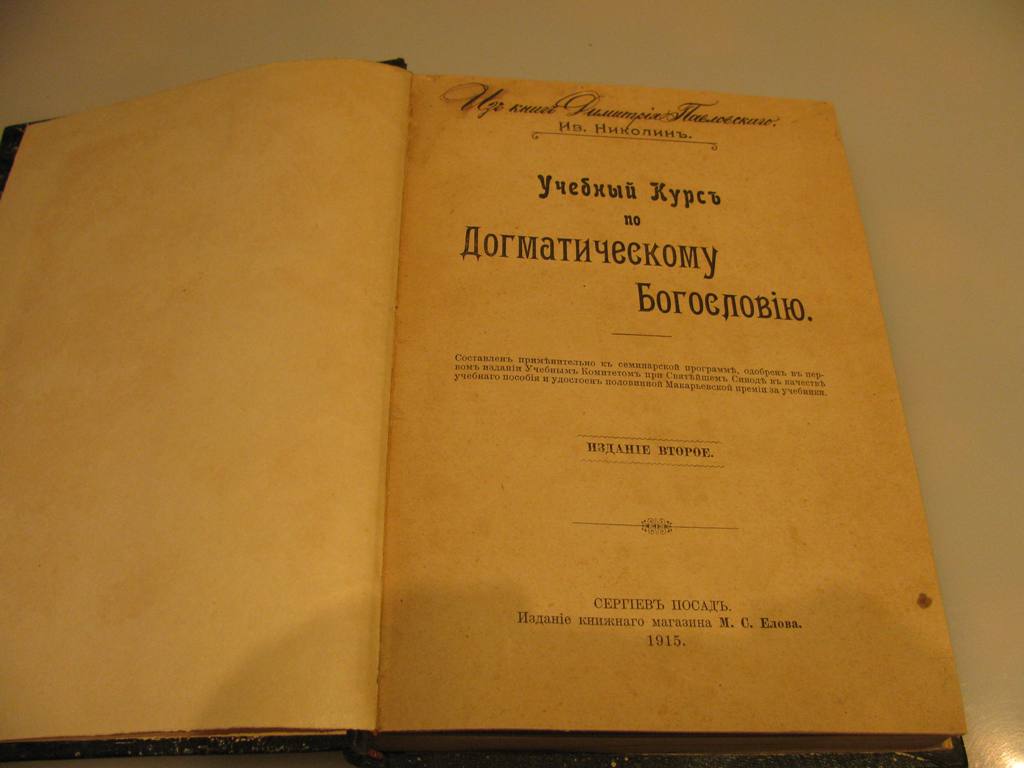 Изъ книгъ Димитрія Павловскаго.
Ив. Николинъ.
Учебный Курсъ
по
Догматическому
Богословію.
Составленъ примѣнительно къ семинарской программѣ, одобренъ въ пер-
вомъ изданіи Учебнымъ Комитетомъ при Святѣйшемъ Синодѣ въ качествѣ
учебнаго пособія и удостоенъ половинной Макарьевской преміи за учебники.
ИЗДАНІЕ ВТОРОЕ.
СЕРГІЕВЪ ПОСАДЪ.
Изданіе книжнаго магазина М. С. Елова.
1915.